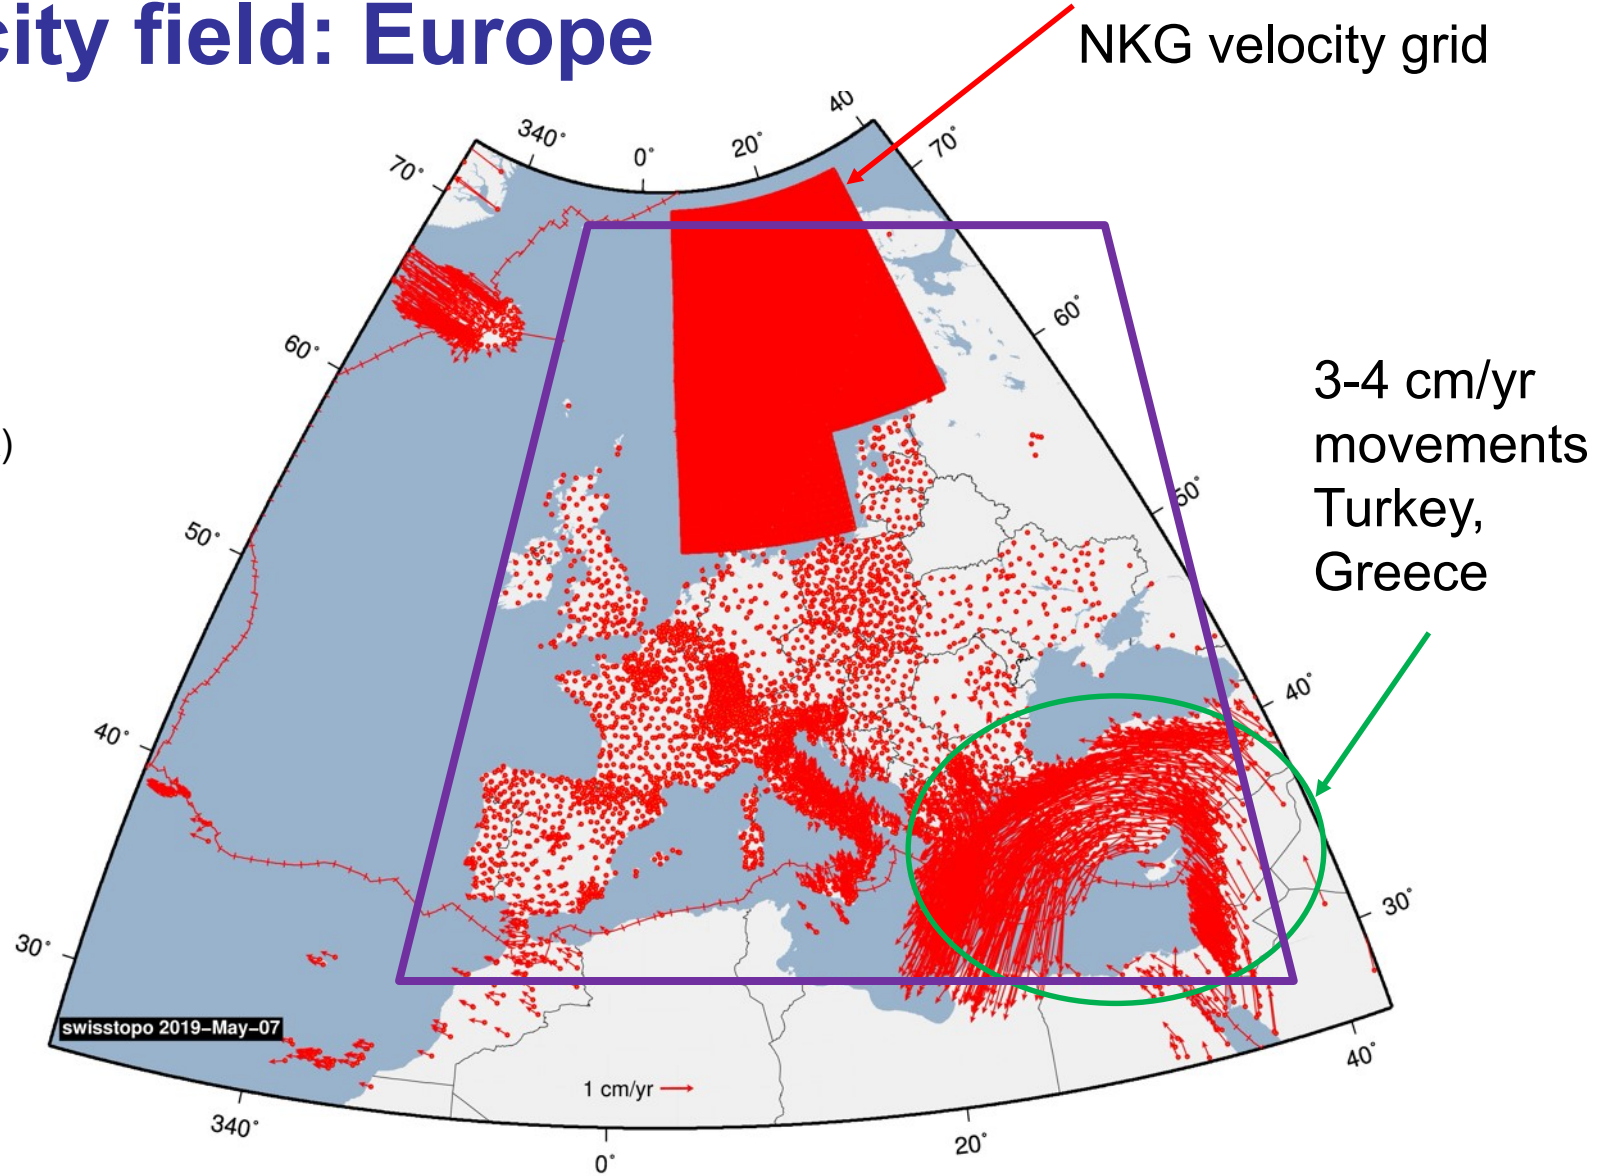 city field: Europe
NKG velocity grid
40
340°
0°
20°
70°
70°
60°
60°
3-4 cm/yr
movements
Turkey,
Greece
)
50°
50°
40°
40°
30°
30°
swisstopo 2019–May–07
1 cm/yr
340°
0°
20°
40°